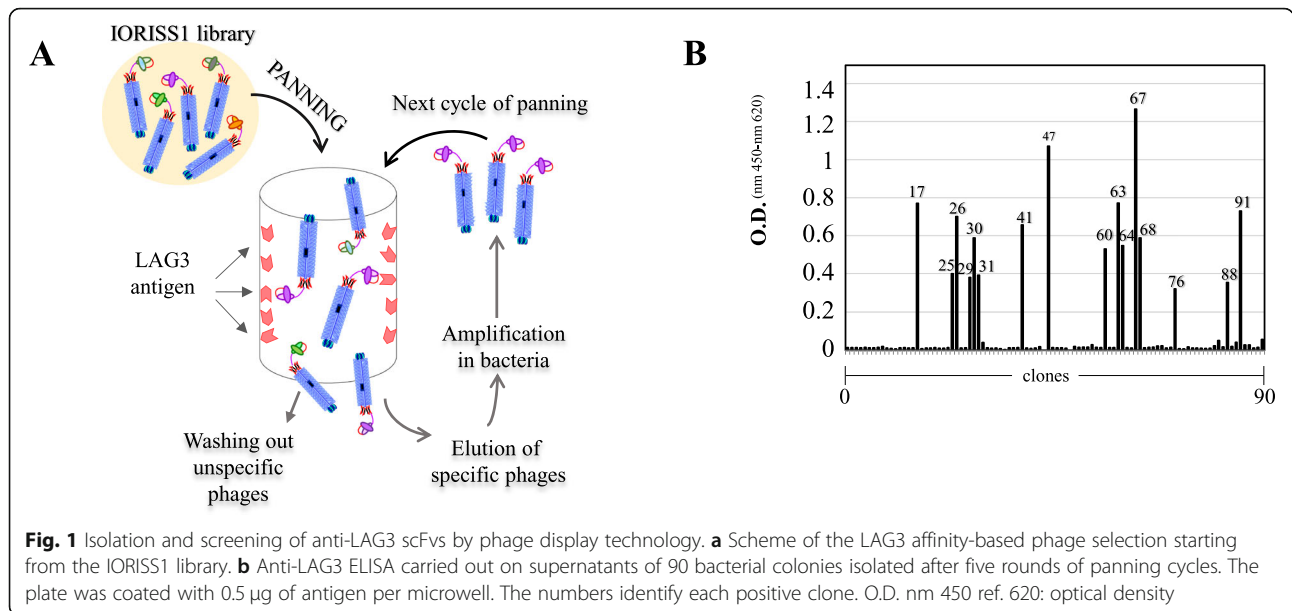 A
IORISS1 library
PANNING
Next cycle of panning
LAG3
antigen
Amplification
in bacteria
Washing out
unspecific
phages
Elution of
specific phages
B
O.D. (nm 450-nm 620)
1.4
1.2
1
0.8
0.6
0.4
0.2
0
17
25
26
29
30
31
41
47
60
63
64
67
68
76
88
91
clones
0
90
Fig. 1 Isolation and screening of anti-LAG3 scFvs by phage display technology. a Scheme of the LAG3 affinity-based phage selection starting
from the IORISS1 library. b Anti-LAG3 ELISA carried out on supernatants of 90 bacterial colonies isolated after five rounds of panning cycles. The
plate was coated with 0.5 μg of antigen per microwell. The numbers identify each positive clone. O.D. nm 450 ref. 620: optical density